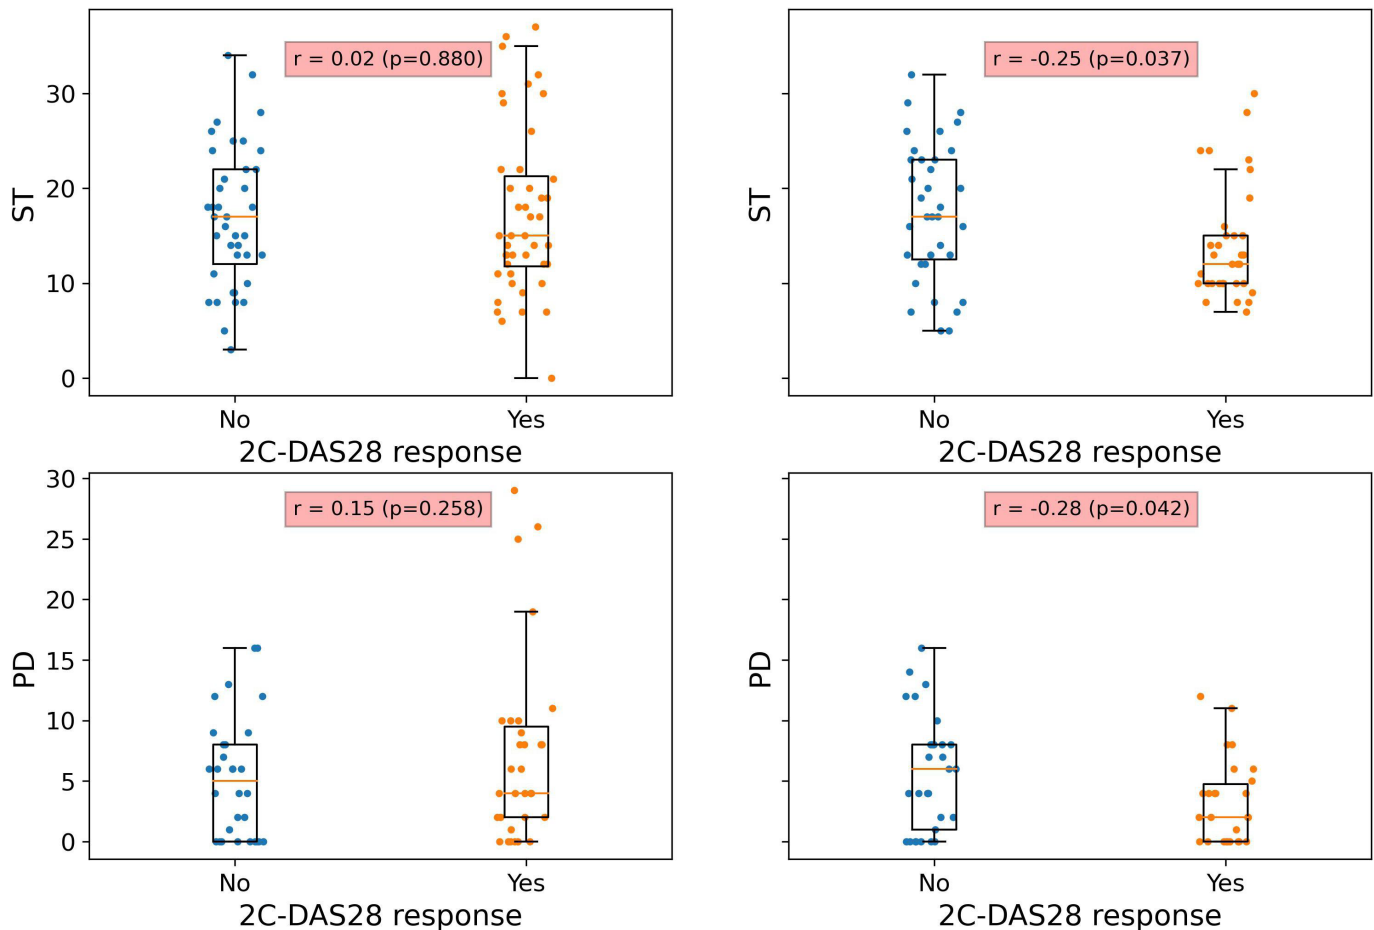 r = 0.02 (p=0.880)
ST
30
20
10
0
No
Yes
2C-DAS28 response
r = -0.25 (p=0.037)
ST
No
Yes
2C-DAS28 response
r = 0.15 (p=0.258)
PD
30
25
20
15
10
5
0
No
Yes
2C-DAS28 response
r = -0.28 (p=0.042)
PD
No
Yes
2C-DAS28 response